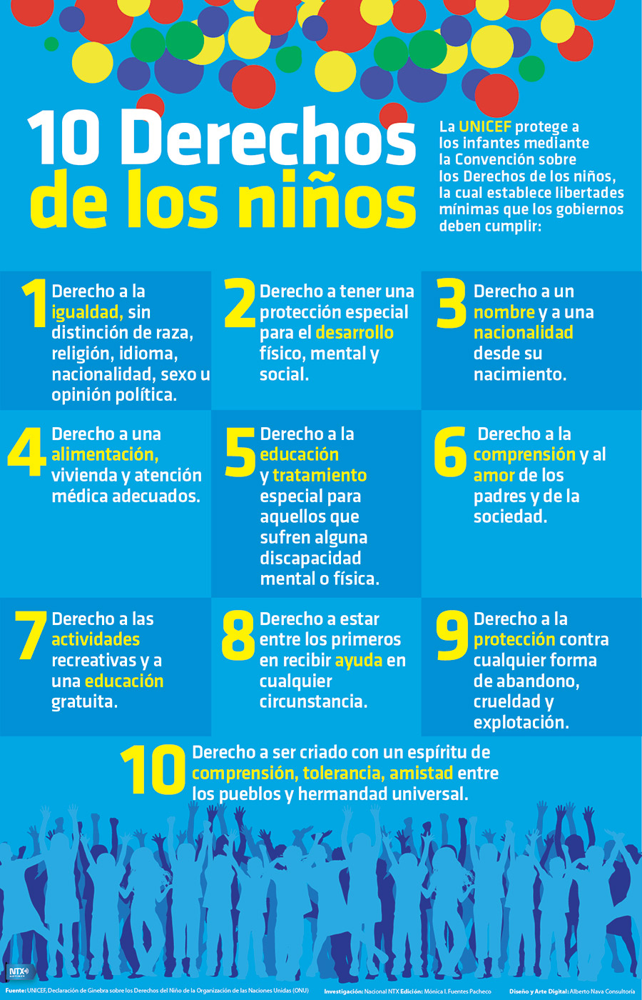 10 Derechos
de los niños
La UNICEF protege a
los infantes mediante
la Convención sobre
los Derechos de los niños,
la cual establece libertades
mínimas que los gobiernos
deben cumplir:
1
Derecho a la
igualdad, sin
distinción de raza,
religión, idioma,
nacionalidad, sexo u
opinión política.
2
Derecho a tener una
protección especial
para el desarrollo
físico, mental y
social.
3
Derecho a un
nombre y a una
nacionalidad
desde su
nacimiento.
4
Derecho a una
alimentación,
vivienda y atención
médica adecuados.
5
Derecho a la
educación
y tratamiento
especial para
aquellos que
sufren alguna
discapacidad
mental o física.
6
Derecho a la
comprensión y al
amor de los
padres y de la
sociedad.
7
Derecho a las
actividades
recreativas y a
una educación
gratuita.
8
Derecho a estar
entre los primeros
en recibir ayuda en
cualquier
circunstancia.
9
Derecho a la
protección contra
cualquier forma
de abandono,
crueldad y
explotación.
10
Derecho a ser criado con un espíritu de
comprensión, tolerancia, amistad entre
los pueblos y hermandad universal.
NTX
Fuente: UNICEF, Declaración de Ginebra sobre los Derechos del Niño de la Organización de las Naciones Unidas (ONU)
Investigación: Nacional NTX Edición: Mónica I. Fuentes Pacheco
Diseño y Arte Digital: Alberto Nava Consultoría